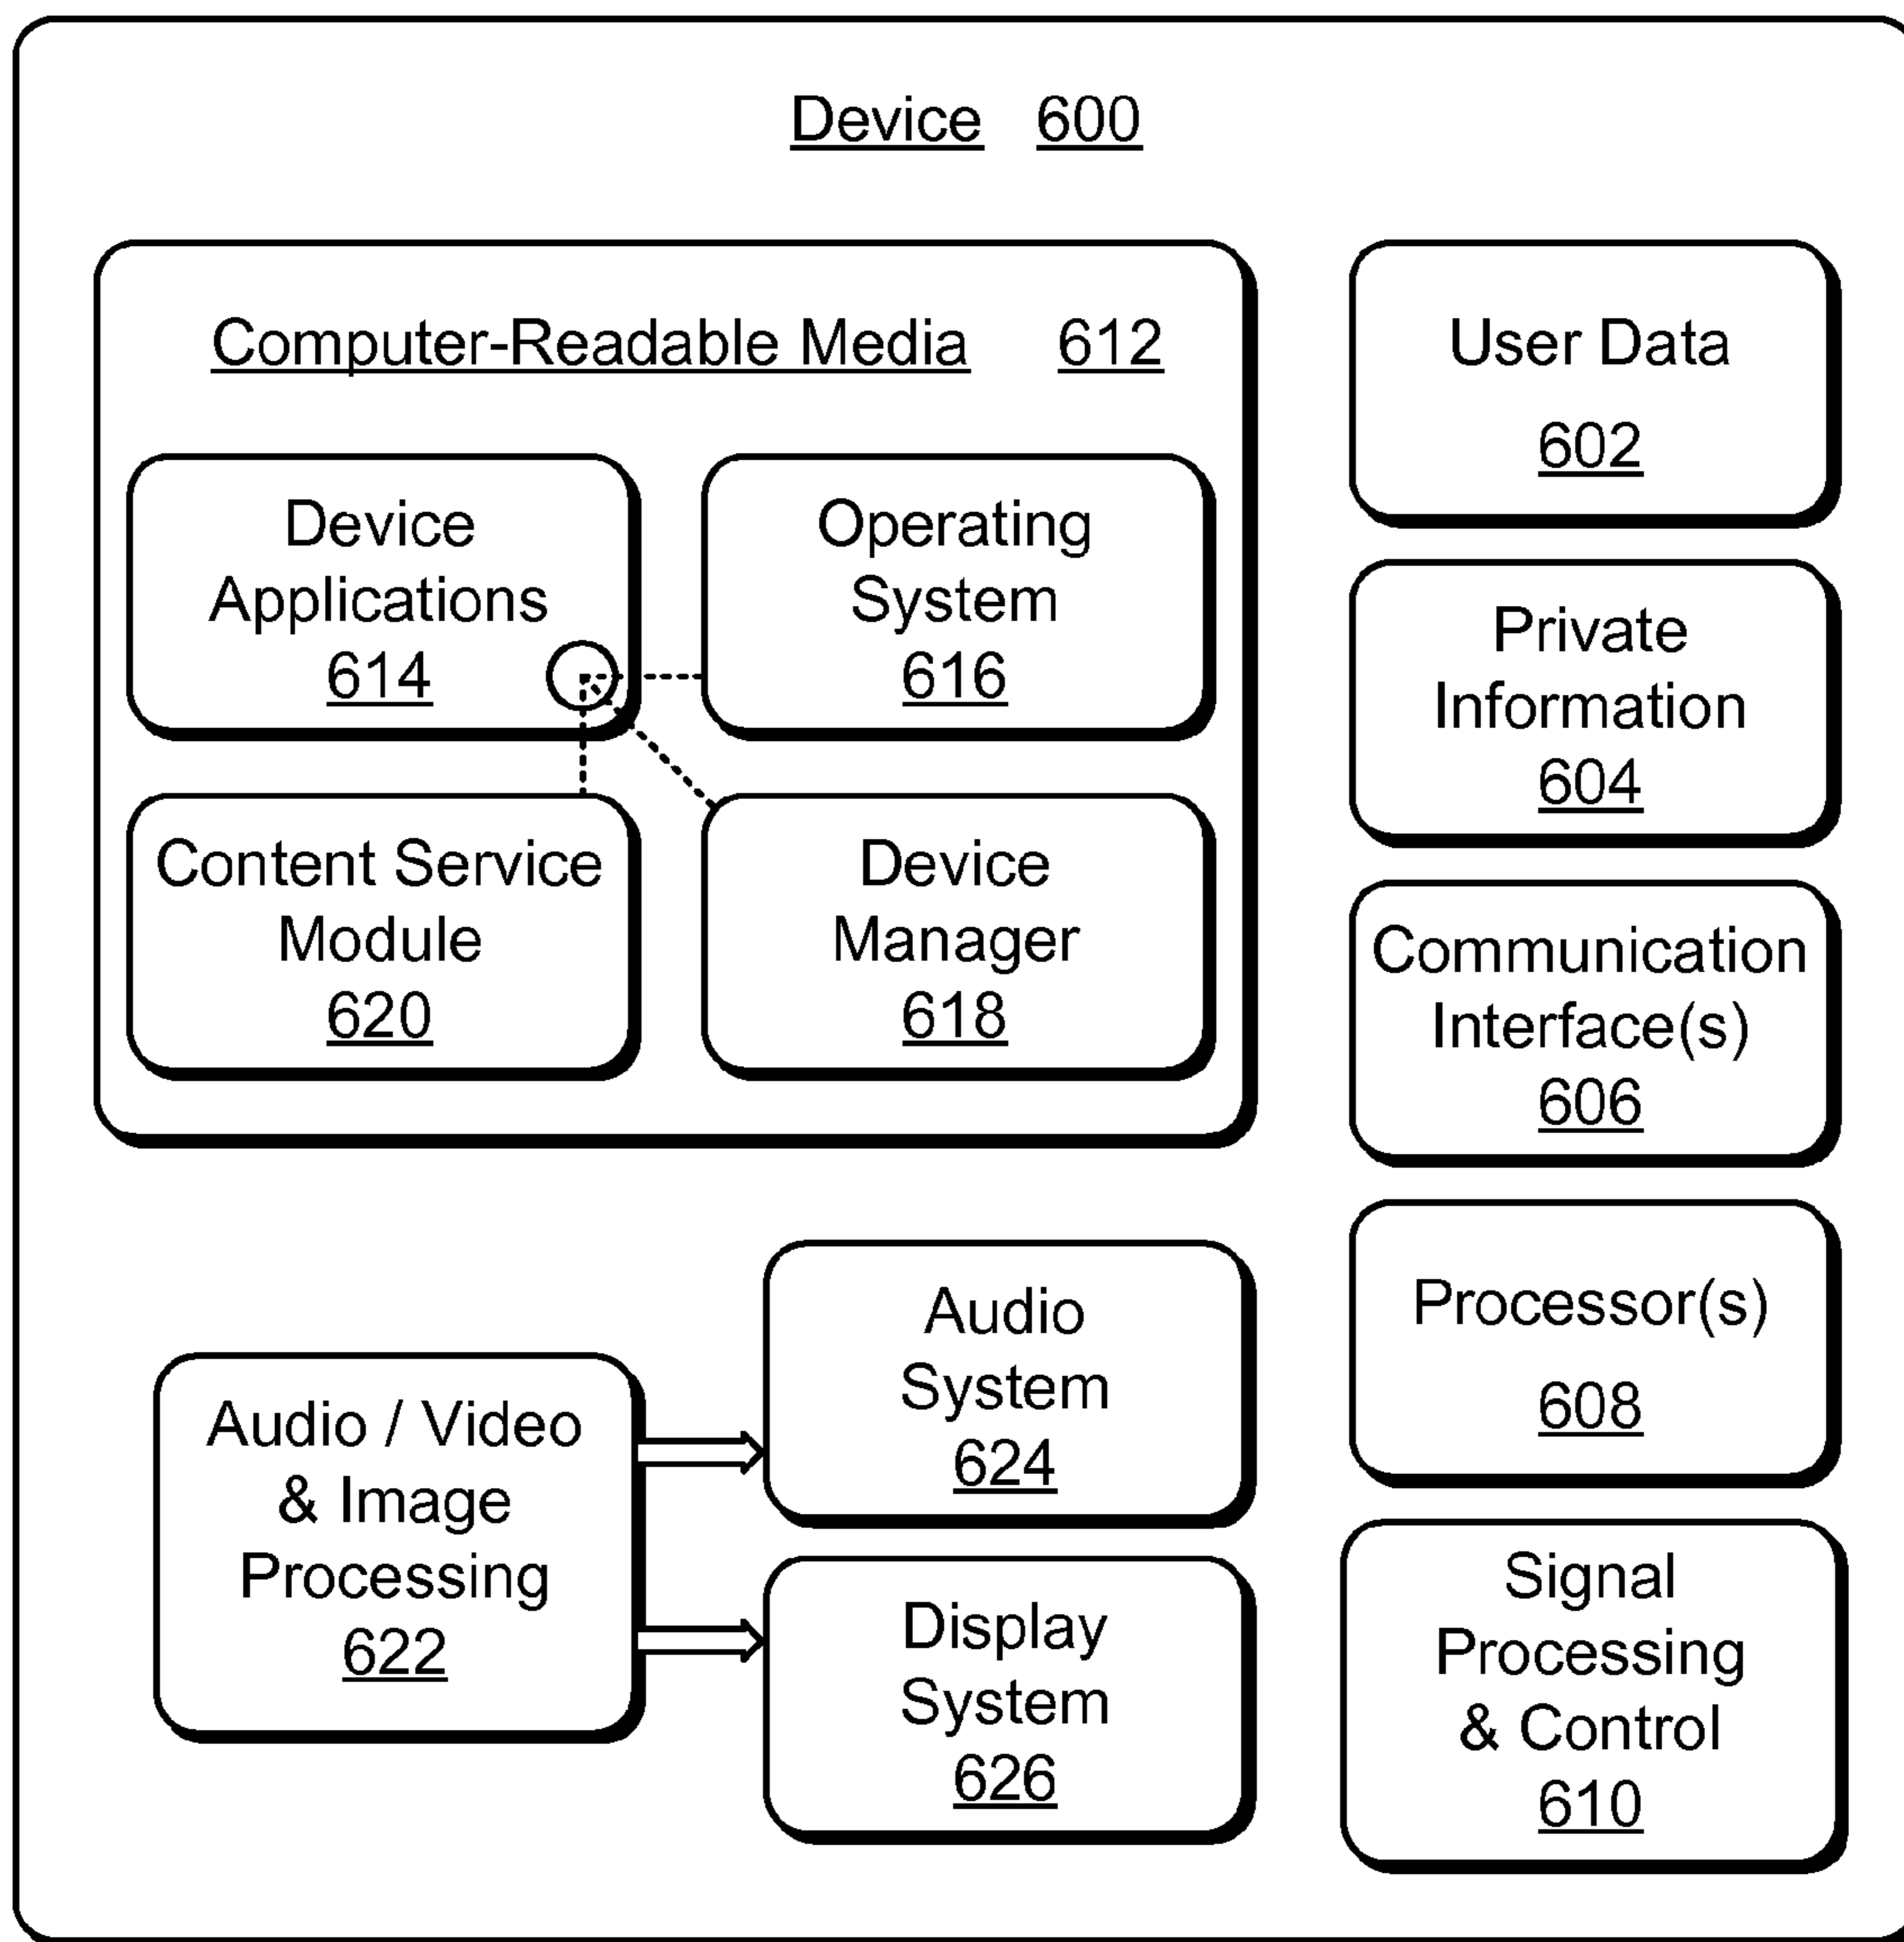 Device 600
Computer-Readable Media 612
Device
Applications
614
Operating
System
616
Content Service
Module
620
Device
Manager
618
User Data
602
Private
Information
604
Communication
Interface(s)
606
Processor(s)
608
Signal
Processing
& Control
610
Audio / Video
& Image
Processing
622
Audio
System
624
Display
System
626